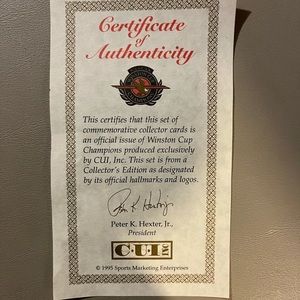 Certificate
of
Authenticity
This certifies that this set of
commemorative collector cards is
an official issue of Winston Cup
Champions produced exclusively
by CUI, Inc. This set is from a
Collector's Edition as designated
by its official hallmarks and logos.
Peter K. Hexter, Jr.,
President
C·U·I INC
© 1995 Sports Marketing Enterprises